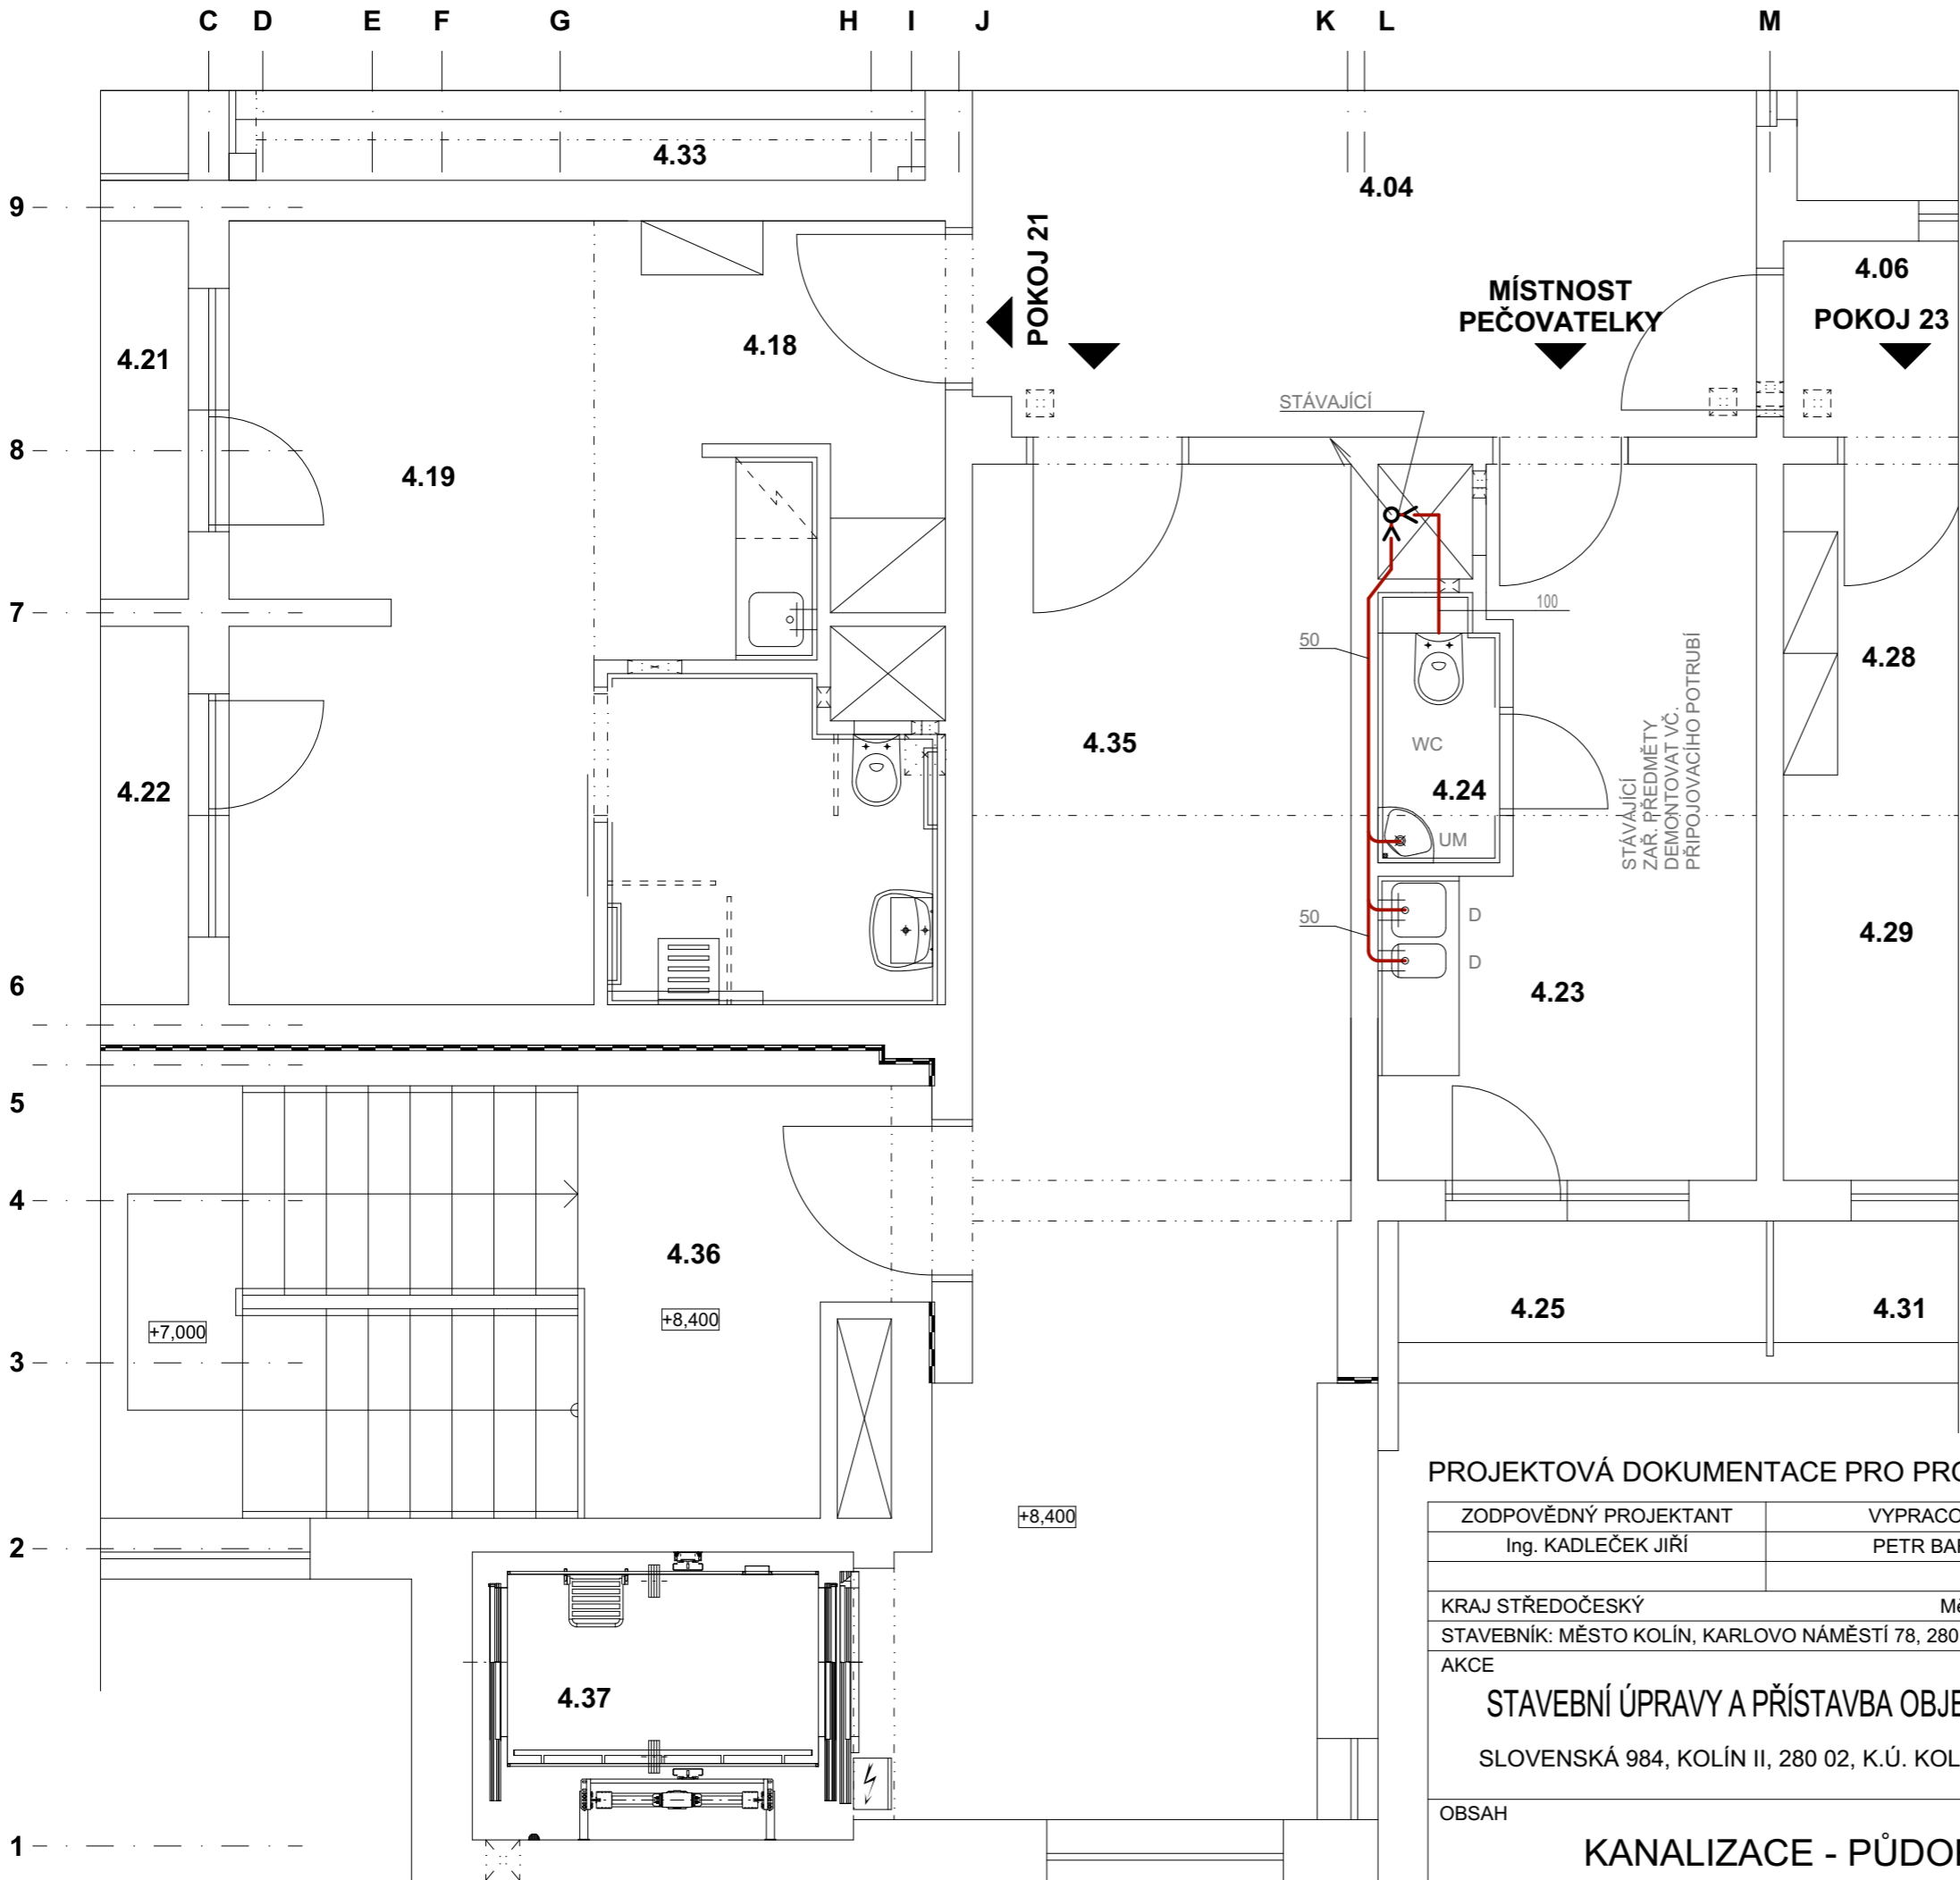 C D E F G H I J K L M
4.33
4.04
9
POKOJ 21
4.06
MÍSTNOST
PEČOVATELKY
POKOJ 23
4.21
4.18
STÁVAJÍCÍ
8
4.19
7
100
50
4.28
STÁVAJÍCÍ
ZAŘ. PŘEDMĚTY
DEMONTOVAT VČ.
PŘIPOJOVACÍHO POTRUBÍ
4.35
WC
4.22
4.24
UM
50
D
4.29
D
6
4.23
5
4.36
4
4.25
4.31
+7,000
+8,400
3
PROJEKTOVÁ DOKUMENTACE PRO PRO
+8,400
ZODPOVĚDNÝ PROJEKTANT
VYPRACO
2
Ing. KADLEČEK JIŘÍ
PETR BA
KRAJ STŘEDOČESKÝ
Mě
STAVEBNÍK: MĚSTO KOLÍN, KARLOVO NÁMĚSTÍ 78, 280
AKCE
4.37
STAVEBNÍ ÚPRAVY A PŘÍSTAVBA OBJE
SLOVENSKÁ 984, KOLÍN II, 280 02, K.Ú. KOL
OBSAH
1
KANALIZACE - PŮDO